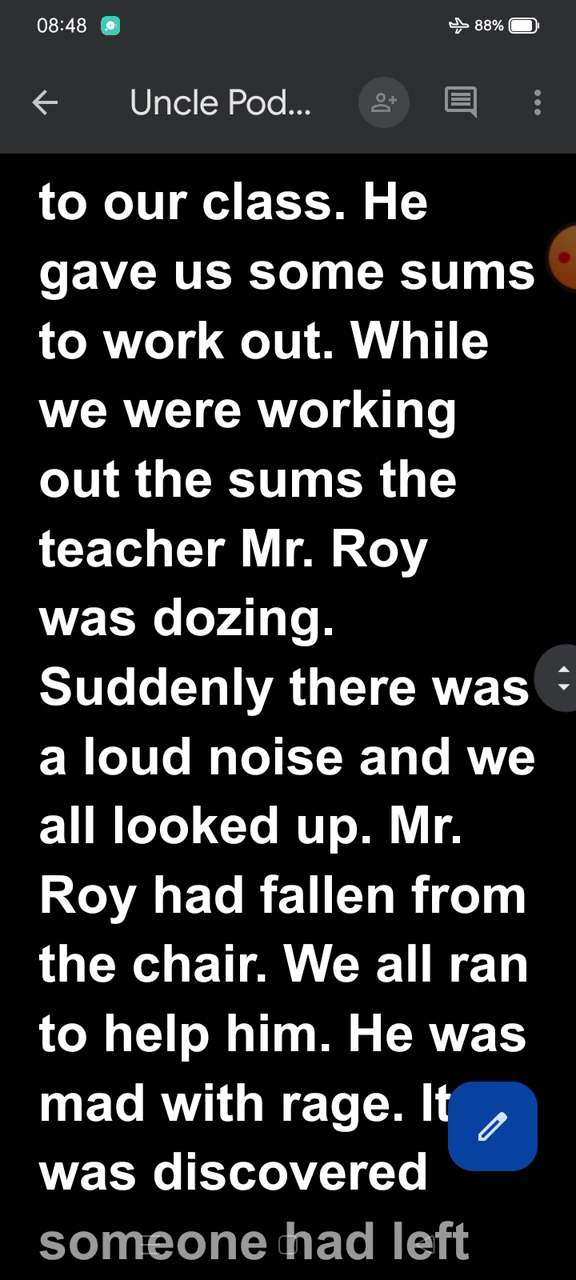 08:48
88%
Uncle Pod...
to our class. He
gave us some sums
to work out. While
we were working
out the sums the
teacher Mr. Roy
was dozing.
Suddenly there was
a loud noise and we
all looked up. Mr.
Roy had fallen from
the chair. We all ran
to help him. He was
mad with rage. It
was discovered
someone had left